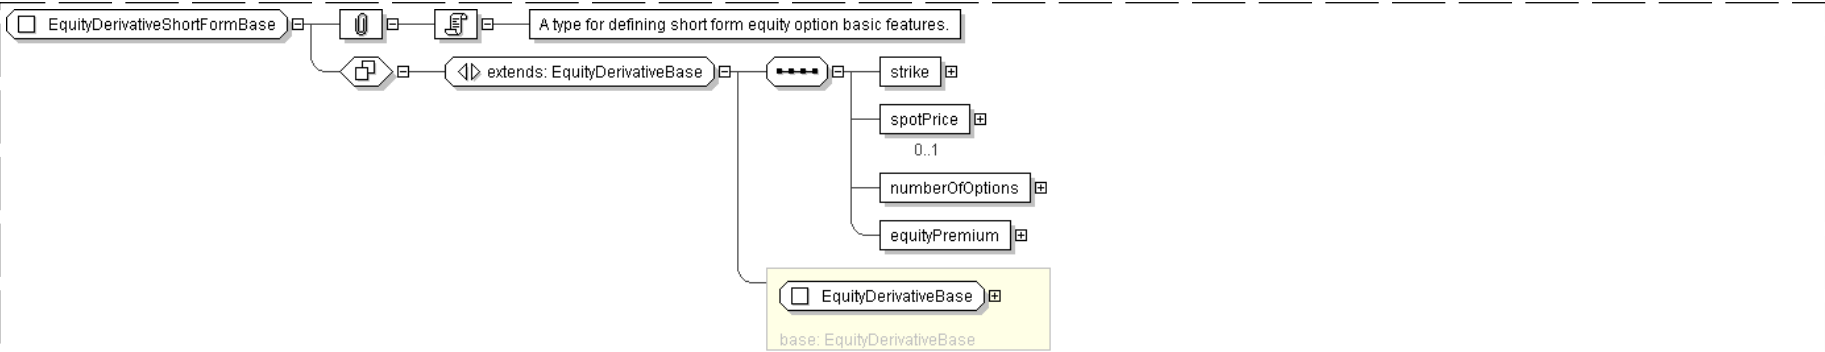 EquityDerivativeShortFormBase
A type for defining short form equity option basic features.
extends: EquityDerivativeBase
strike
spotPrice
0..1
numberOfOptions
equityPremium
EquityDerivativeBase
base: EquityDerivativeBase